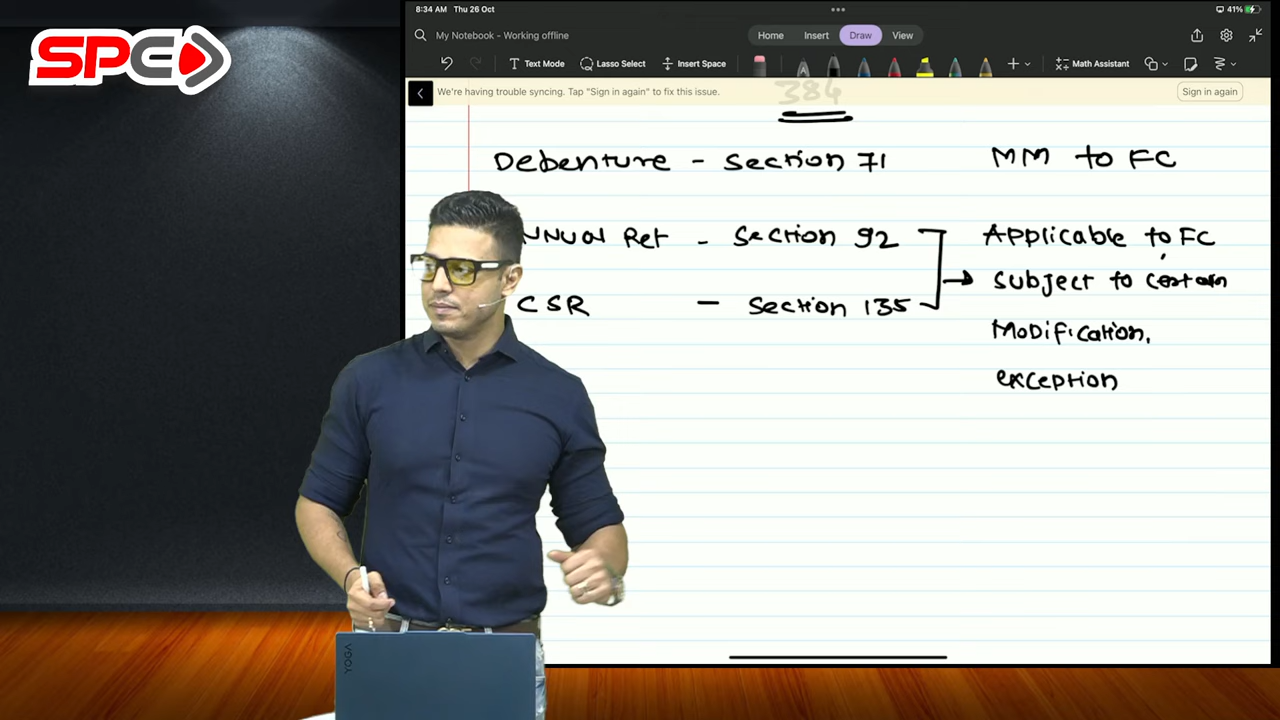 SPED
8:34 AM Thu 26 Oct
41%
My Notebook - Working offline
Home Insert Draw View
Text Mode Lasso Select Insert Space
Math Assistant
We're having trouble syncing. Tap "Sign in again" to fix this issue.
Sign in again
384
Debenture - Section 71 MM to FC
NNUal Ret - Section 92 Applicable to FC
Subject to certain
CSR - Section 135
Modification,
exception
YOGA